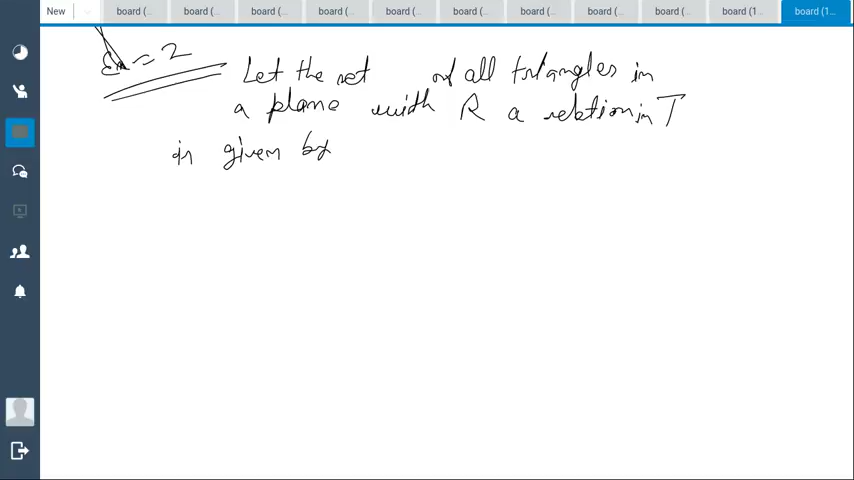 New board (... board (... board (... board (... board (... board (... board (... board (... board (... board (1... board (1...
Ex = 2
Let the set of all triangles in
a plane with R a relation in T
is given by